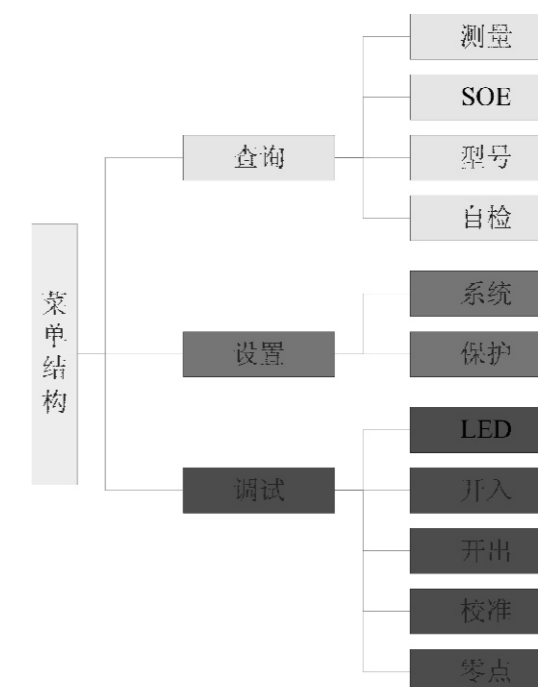 菜单结构
查询
测量
SOE
型号
自检
设置
系统
保护
调试
LED
开入
开出
校准
零点